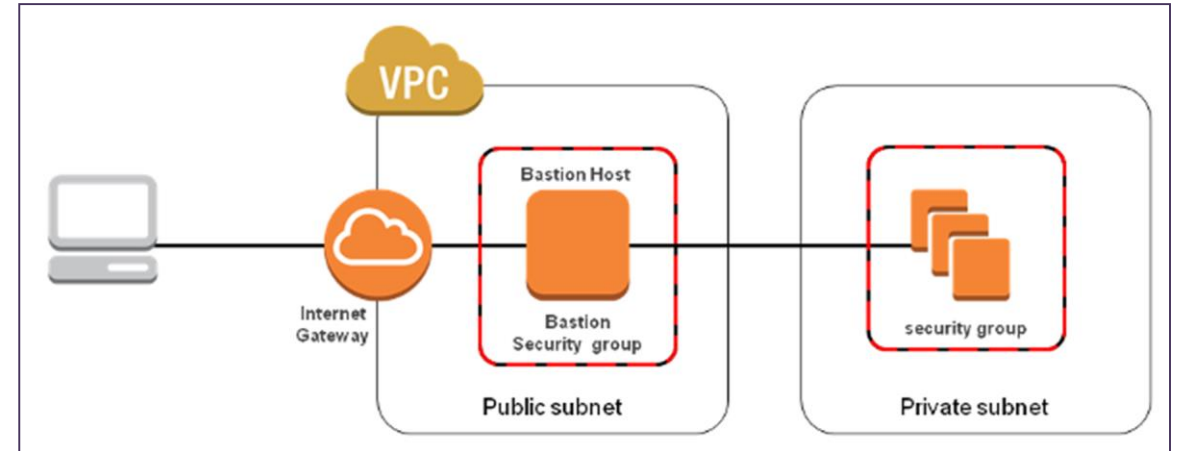 VPC
Bastion Host
Internet
Gateway
Bastion
Security group
security group
Public subnet
Private subnet